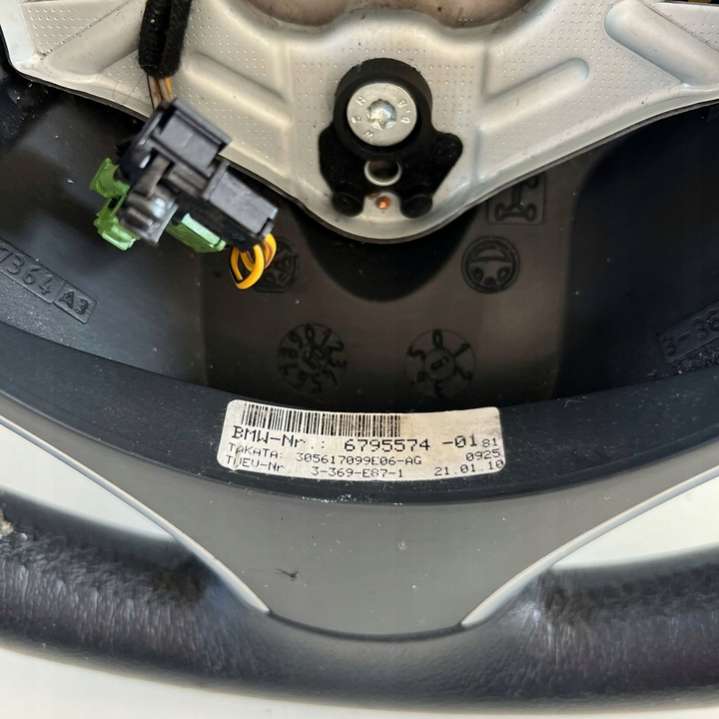 7364 A3
BMW-Nr.: 6795574 -01 81
TAKATA: 305617099E06-AG 0925
TUEV-Nr 3-369-E87-1 21.01.10